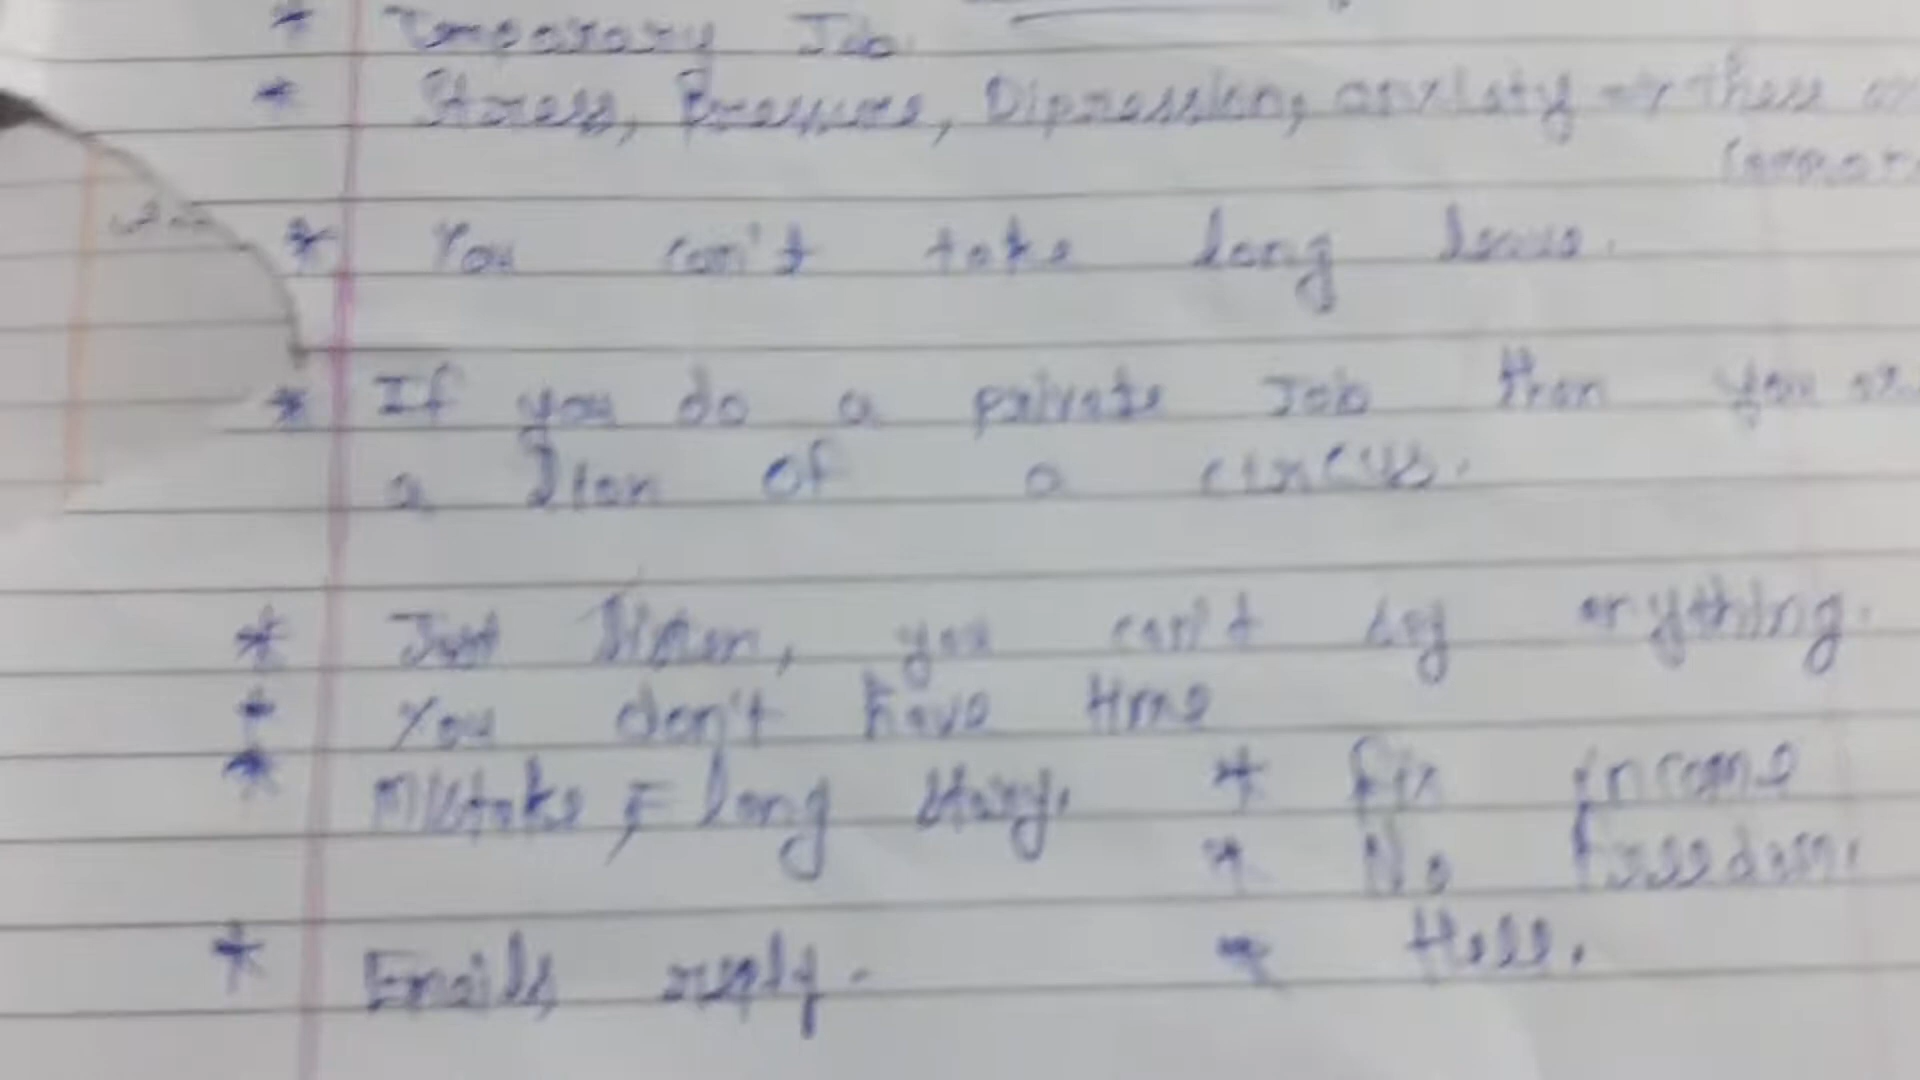 * Temporary Job.
* Stress, Pressure, Dipression, anxiety these
* You can't take long leave.
* If you do a private Job then you
a lion of a circus.
* Just listen, you can't say anything.
* You don't have time
* Mistake = long story.
* Fix income
* No freedom.
* Emails reply.
* Hell.